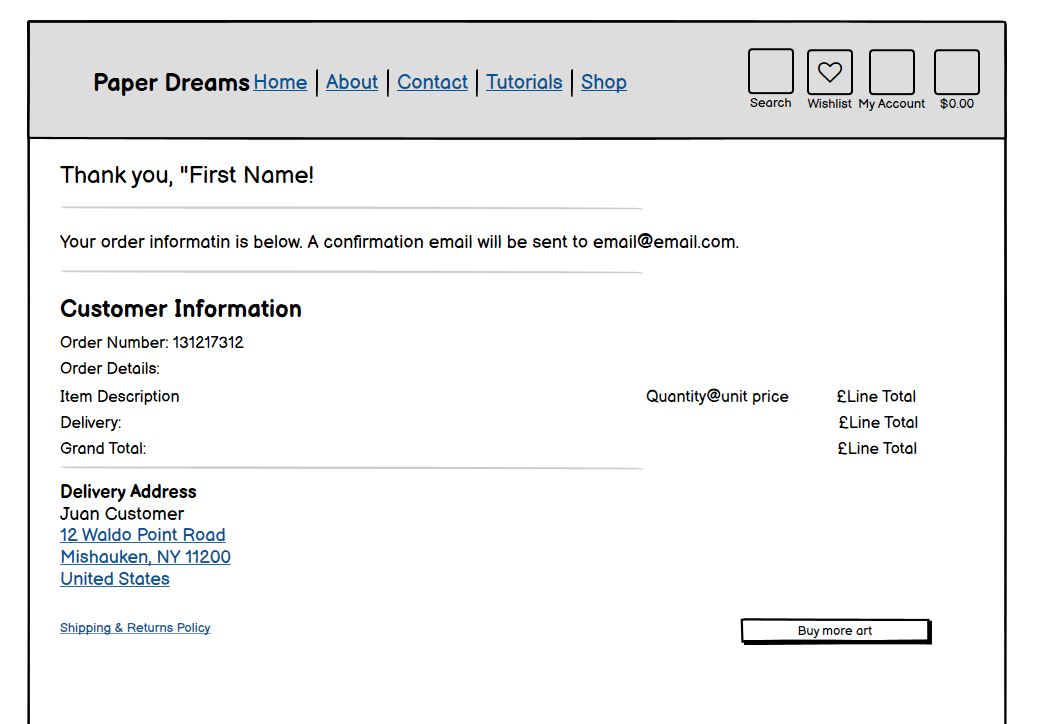 Paper Dreams Home | About | Contact | Tutorials | Shop
Search Wishlist My Account $0.00
Thank you, "First Name!
Your order informatin is below. A confirmation email will be sent to email@email.com.
Customer Information
Order Number: 131217312
Order Details:
Item Description Quantity@unit price £Line Total
Delivery: £Line Total
Grand Total: £Line Total
Delivery Address
Juan Customer
12 Waldo Point Road
Mishauken, NY 11200
United States
Shipping & Returns Policy Buy more art